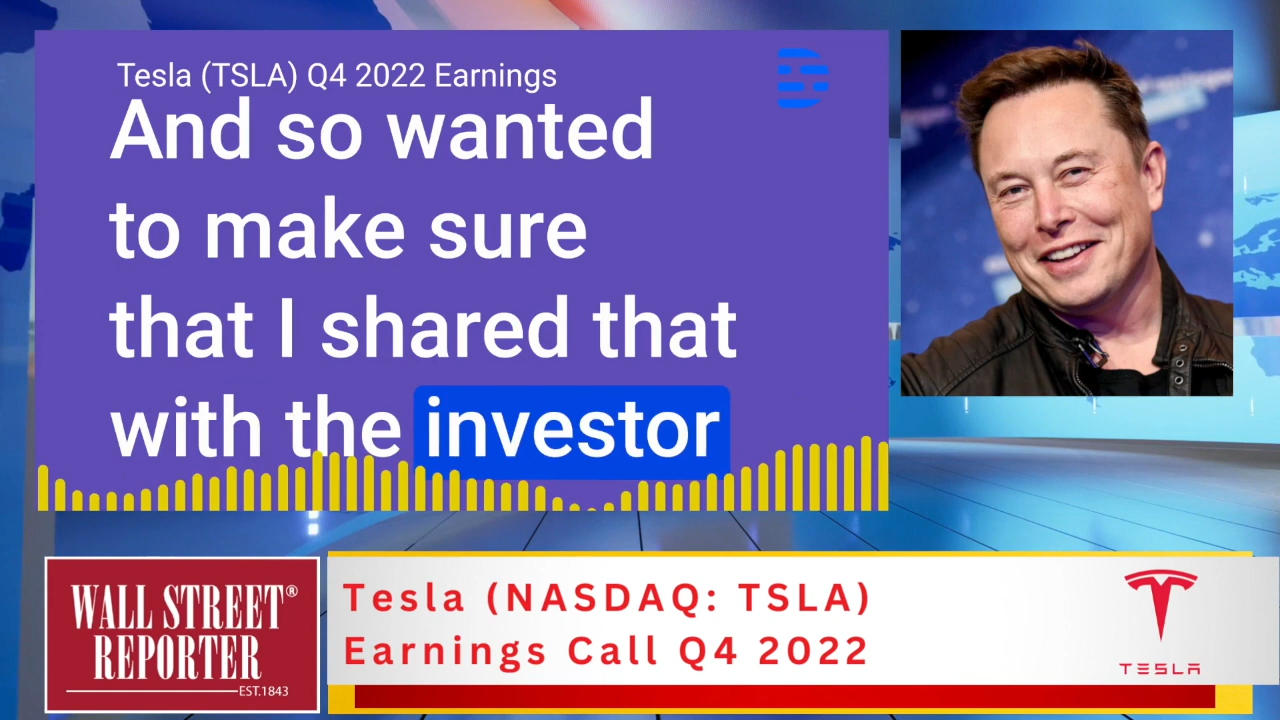 Tesla (TSLA) Q4 2022 Earnings
And so wanted
to make sure
that I shared that
with the investor
WALL STREET®
REPORTER
EST.1843
Tesla (NASDAQ: TSLA)
Earnings Call Q4 2022
TESLA